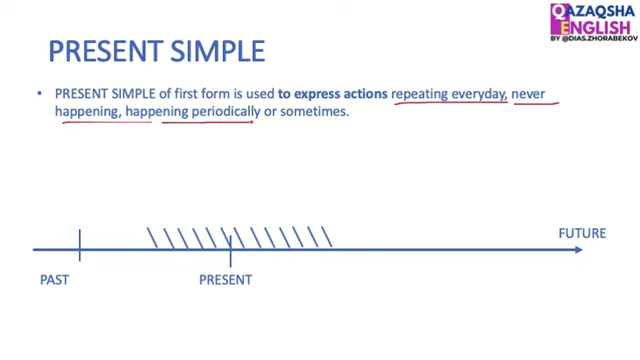 QAZAQSHA
ENGLISH
BY @DIAS.ZHORABEKOV
PRESENT SIMPLE
• PRESENT SIMPLE of first form is used to express actions repeating everyday, never
happening, happening periodically or sometimes.
FUTURE
PAST
PRESENT